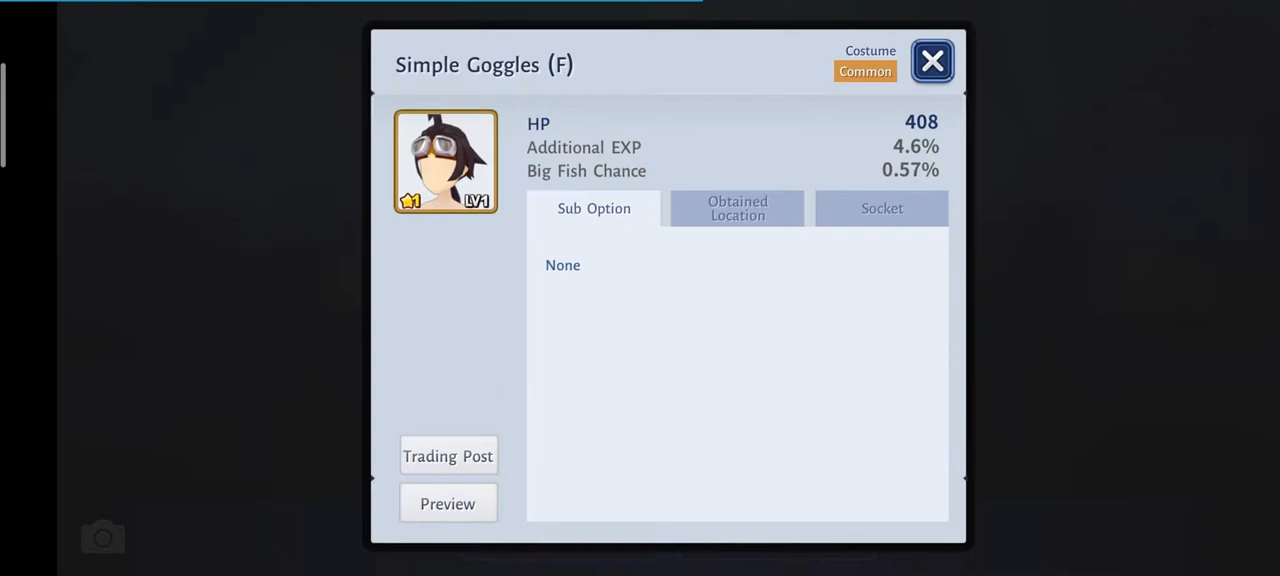 Simple Goggles (F)
Costume
Common
HP 408
Additional EXP 4.6%
Big Fish Chance 0.57%
★1 LV1
Sub Option
Obtained
Location
Socket
None
Trading Post
Preview